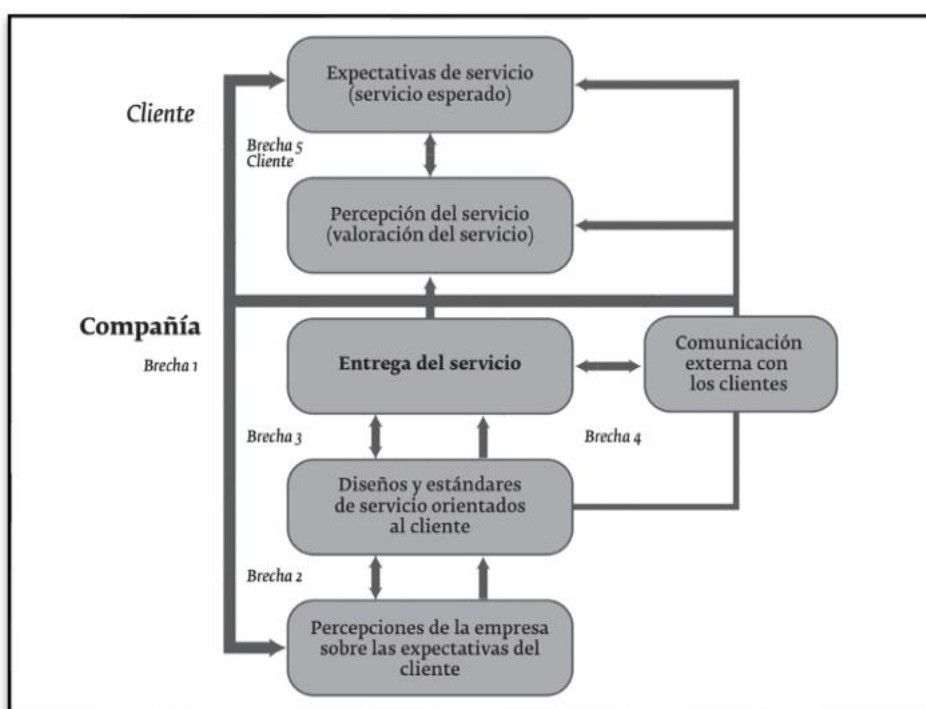 Expectativas de servicio
(servicio esperado)
Cliente
Brecha 5
Cliente
Percepción del servicio
(valoración del servicio)
Compañía
Brecha 1
Entrega del servicio
Comunicación
externa con
los clientes
Brecha 3
Brecha 4
Diseños y estándares
de servicio orientados
al cliente
Brecha 2
Percepciones de la empresa
sobre las expectativas del
cliente